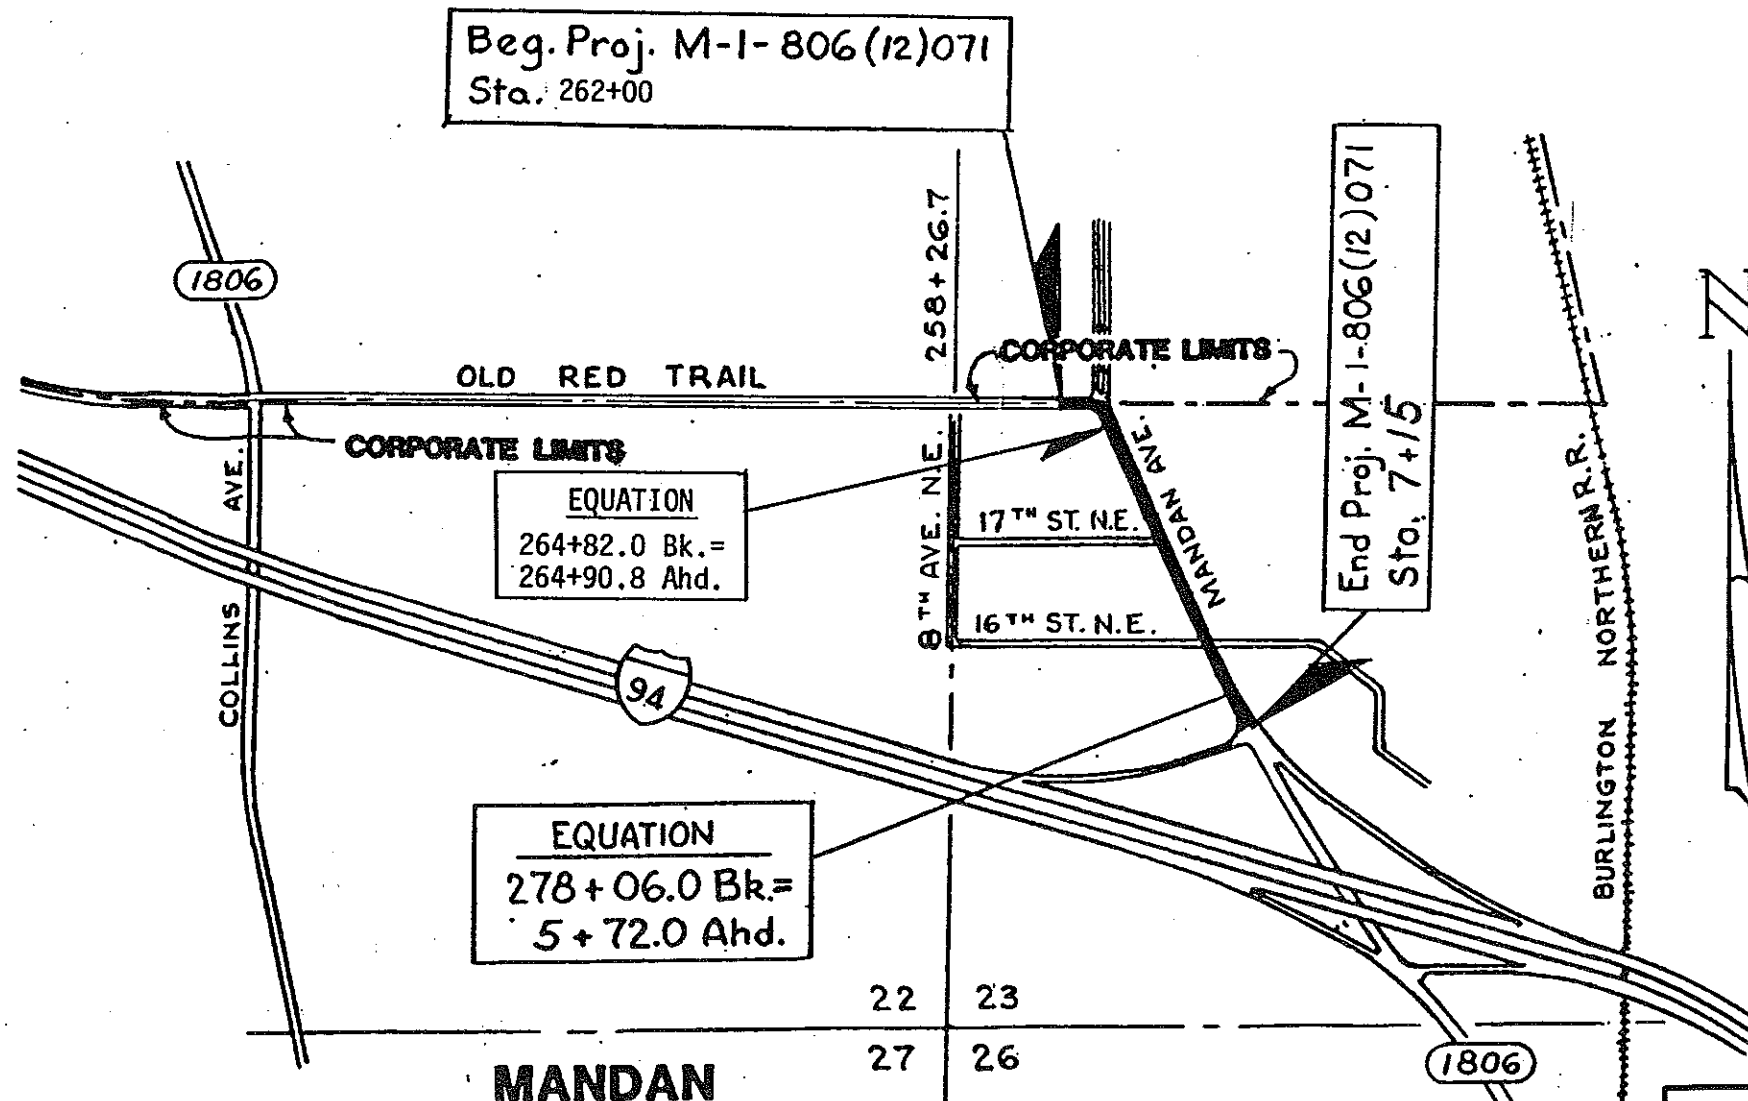 Beg. Proj. M-1-806(12)071
Sta. 262+00
1806
258+26.7
End Proj. M-1-806(12)071
Sta. 7+15
N
CORPORATE LIMITS
OLD RED TRAIL
CORPORATE LIMITS
EQUATION
264+82.0 Bk.=
264+90.8 Ahd.
COLLINS AVE.
8TH AVE. N.E.
17TH ST. N.E.
MANDAN AVE.
16TH ST. N.E.
BURLINGTON NORTHERN R.R.
94
EQUATION
278+06.0 Bk.=
5+72.0 Ahd.
22 23
27 26
1806
MANDAN